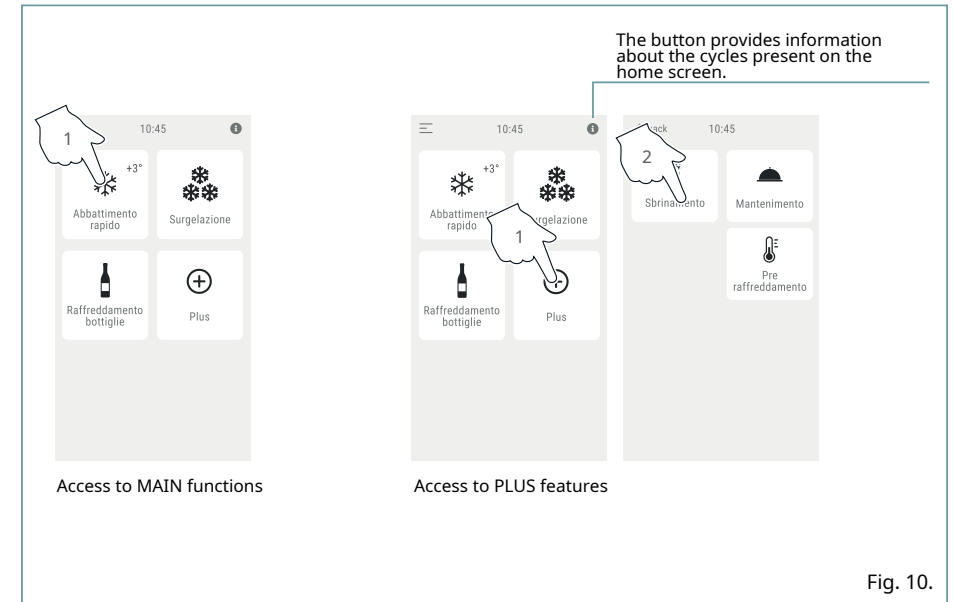 The button provides information
about the cycles present on the
home screen.
1
10:45
+3°
Abbattimento
rapido
Surgelazione
Raffreddamento
bottiglie
Plus
Access to MAIN functions
10:45
+3°
Abbattimento
rapido
1
Raffreddamento
bottiglie
Plus
Access to PLUS features
10:45
2
Mantenimento
Pre
raffreddamento
Fig. 10.